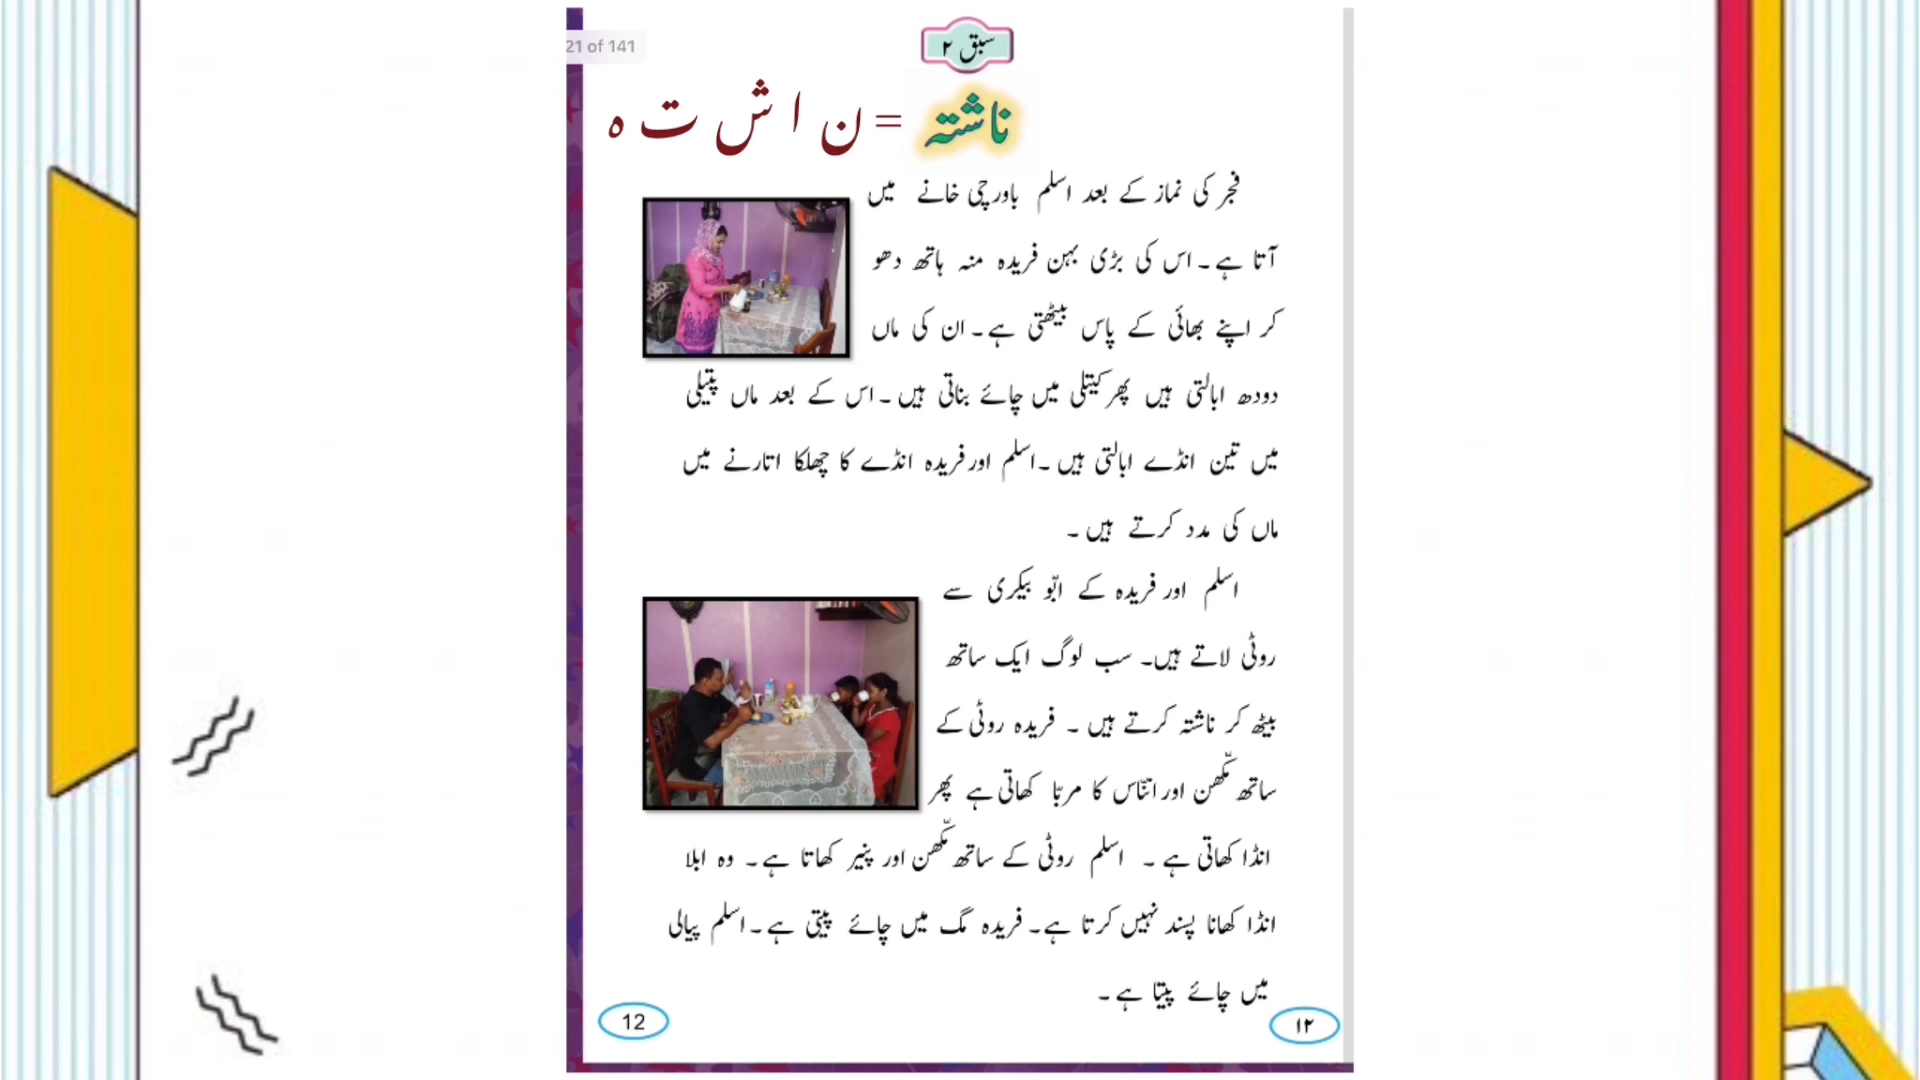 21 of 141
سبق ۲
ناشتہ = ن ا ش ت ہ
فجر کی نماز کے بعد اسلم باورچی خانے میں
آتا ہے۔ اس کی بڑی بہن فریدہ منہ ہاتھ دھو
کر اپنے بھائی کے پاس بیٹھتی ہے۔ ان کی ماں
دودھ ابالتی ہیں پھر کیتلی میں چائے بناتی ہیں۔ اس کے بعد ماں پتیلی
میں تین انڈے ابالتی ہیں۔ اسلم اور فریدہ انڈے کا چھلکا اتارنے میں
ماں کی مدد کرتے ہیں۔
اسلم اور فریدہ کے ابّو بیکری سے
روٹی لاتے ہیں۔ سب لوگ ایک ساتھ
بیٹھ کر ناشتہ کرتے ہیں۔ فریدہ روٹی کے
ساتھ مکّھن اور انّناس کا مربّا کھاتی ہے پھر
انڈا کھاتی ہے۔ اسلم روٹی کے ساتھ مکّھن اور پنیر کھاتا ہے۔ وہ ابلا
انڈا کھانا پسند نہیں کرتا ہے۔ فریدہ مگ میں چائے پیتی ہے۔ اسلم پیالی
میں چائے پیتا ہے۔
12
۱۲